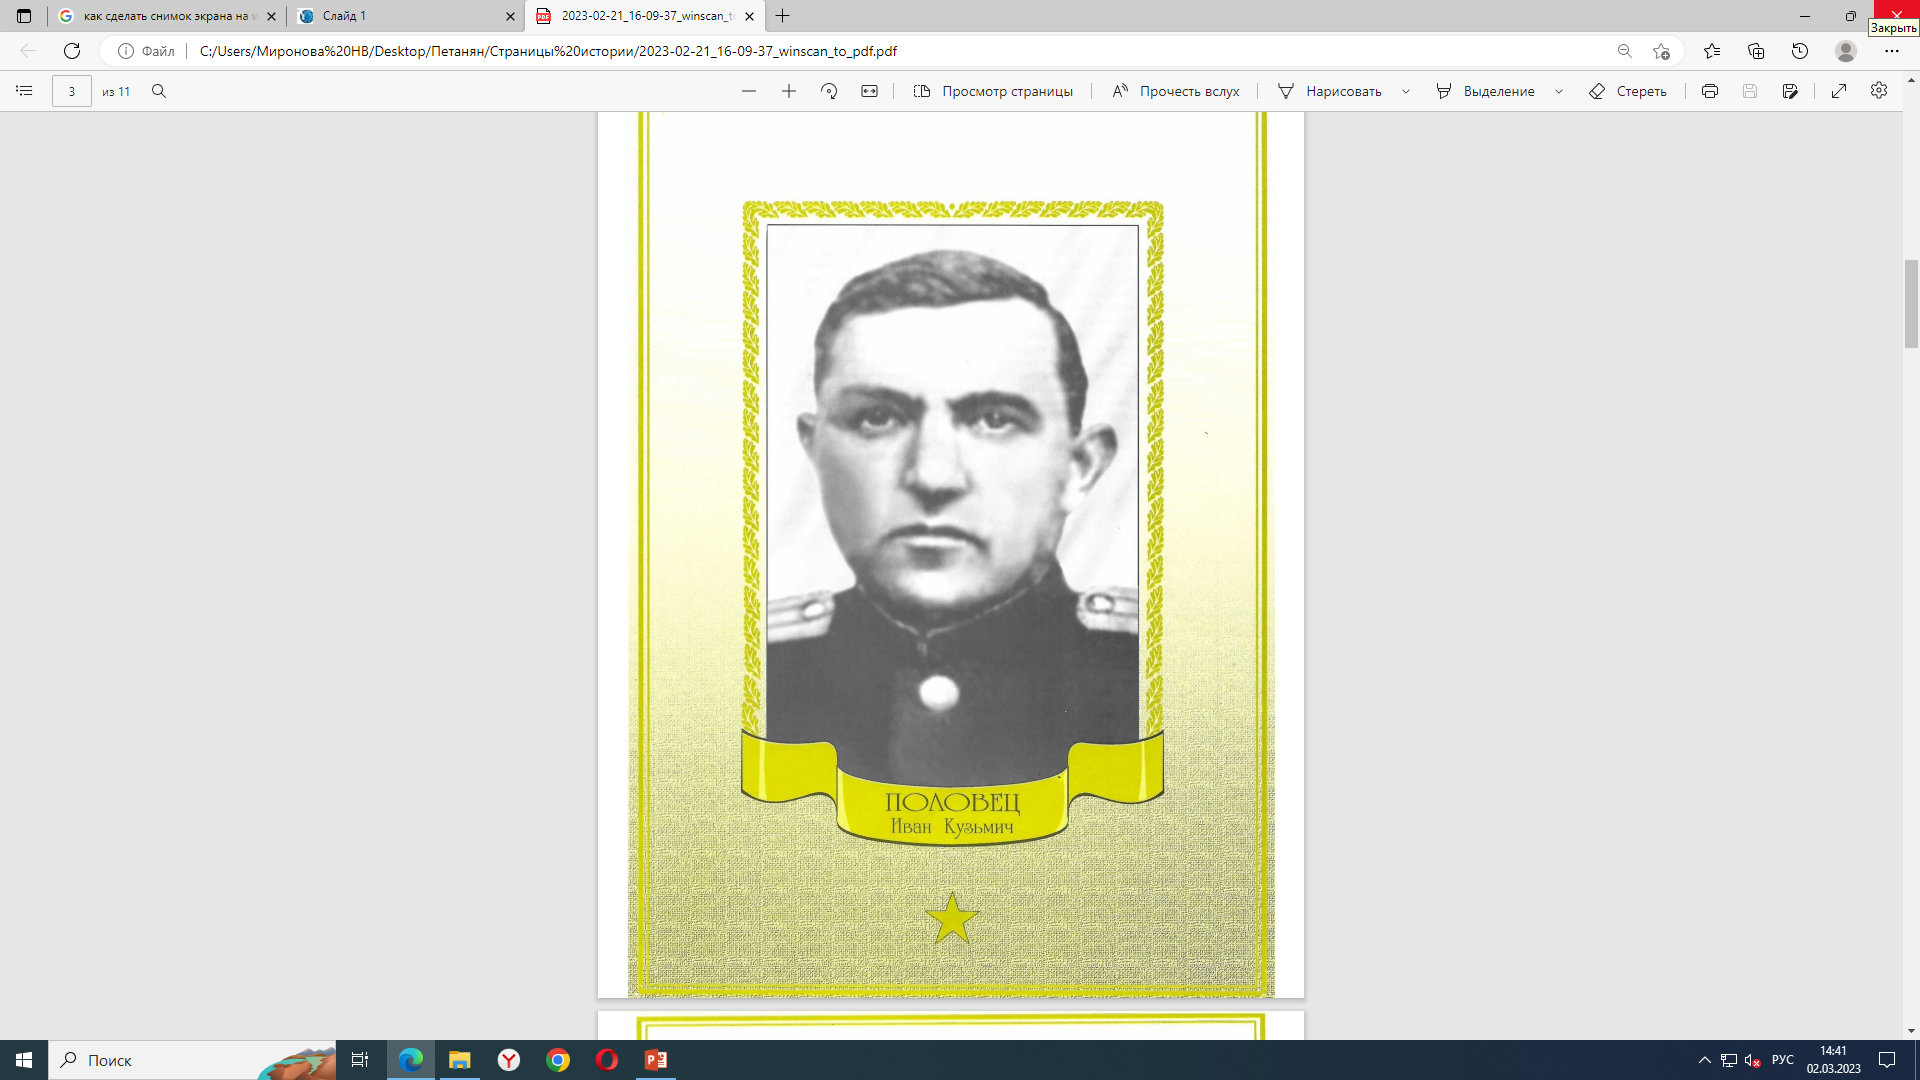 как сделать снимок экрана на w
Слайд 1
2023-02-21_16-09-37_winscan_to
Закрыть
Файл
C:/Users/Миронова%20НВ/Desktop/Петанян/Страницы%20истории/2023-02-21_16-09-37_winscan_to_pdf.pdf
3 из 11
Просмотр страницы
Прочесть вслух
Нарисовать
Выделение
Стереть
ПОЛОВЕЦ
Иван Кузьмич
Поиск
РУС
14:41
02.03.2023